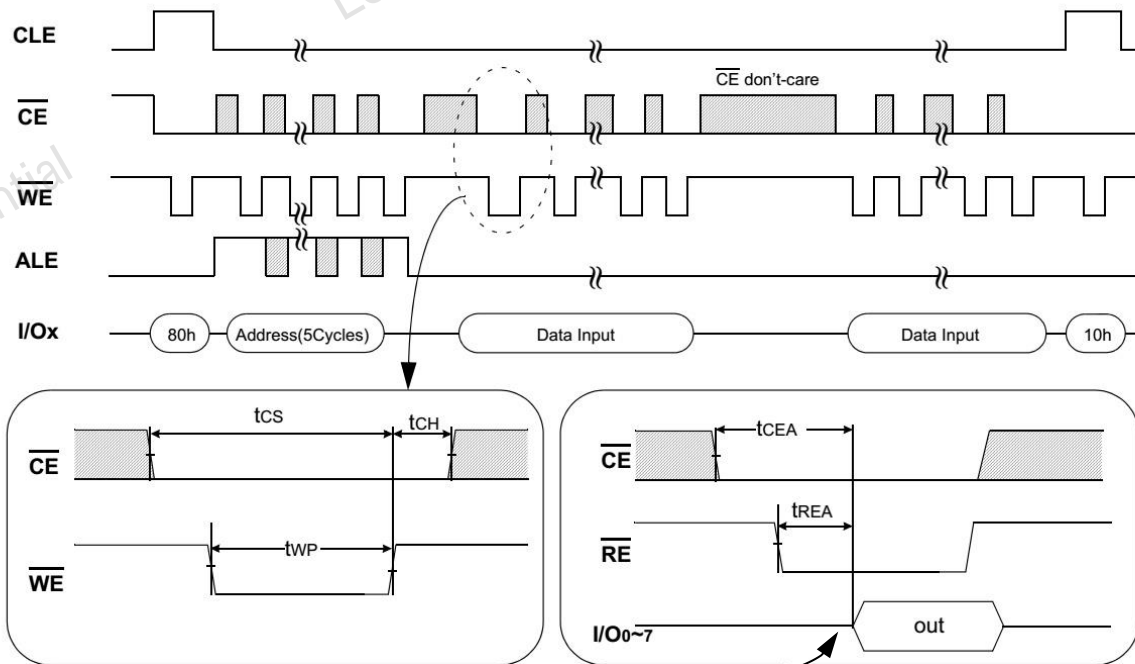 CLE
CE don't-care
CE
WE
ALE
I/Ox
80h
Address(5Cycles)
Data Input
Data Input
10h
tCS
tCH
CE
tWP
WE
tCEA
CE
tREA
RE
I/O0~7
out